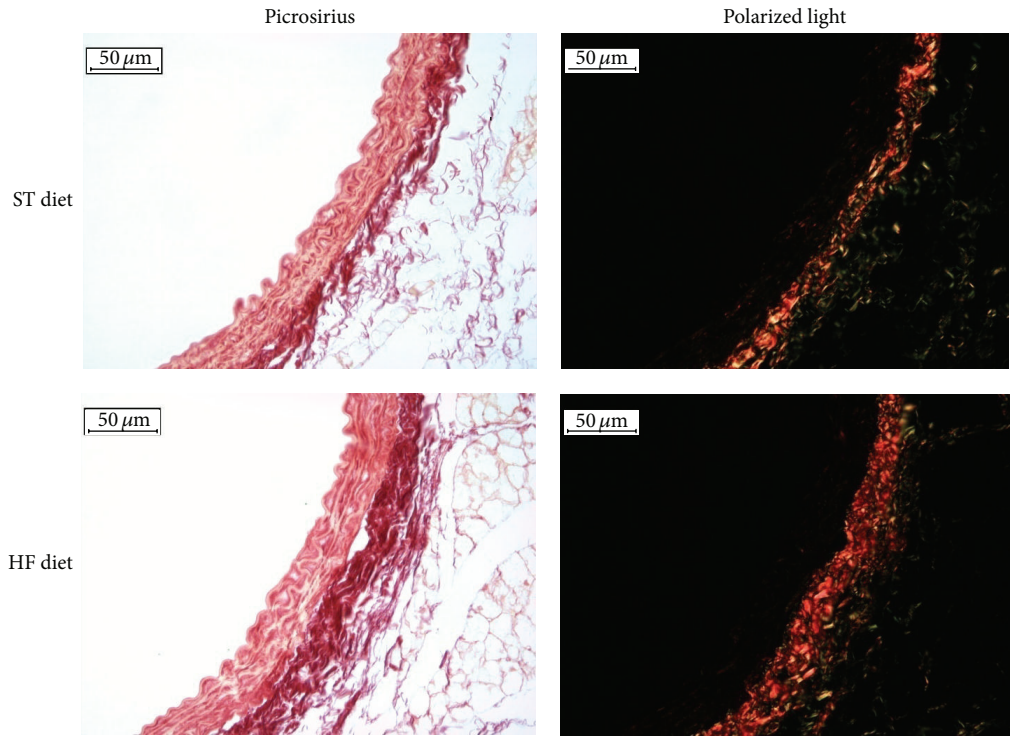 Picrosirius
Polarized light
50 μm
50 μm
ST diet
50 μm
50 μm
HF diet